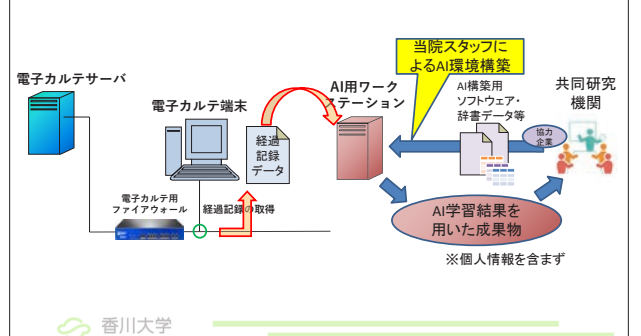 当院スタッフに
よるAI環境構築
電子カルテサーバ
AI用ワーク
ステーション
AI構築用
ソフトウェア・
辞書データ等
共同研究
機関
電子カルテ端末
協力
企業
経過
記録
データ
電子カルテ用
ファイアウォール
経過記録の取得
AI学習結果を
用いた成果物
※個人情報を含まず
香川大学